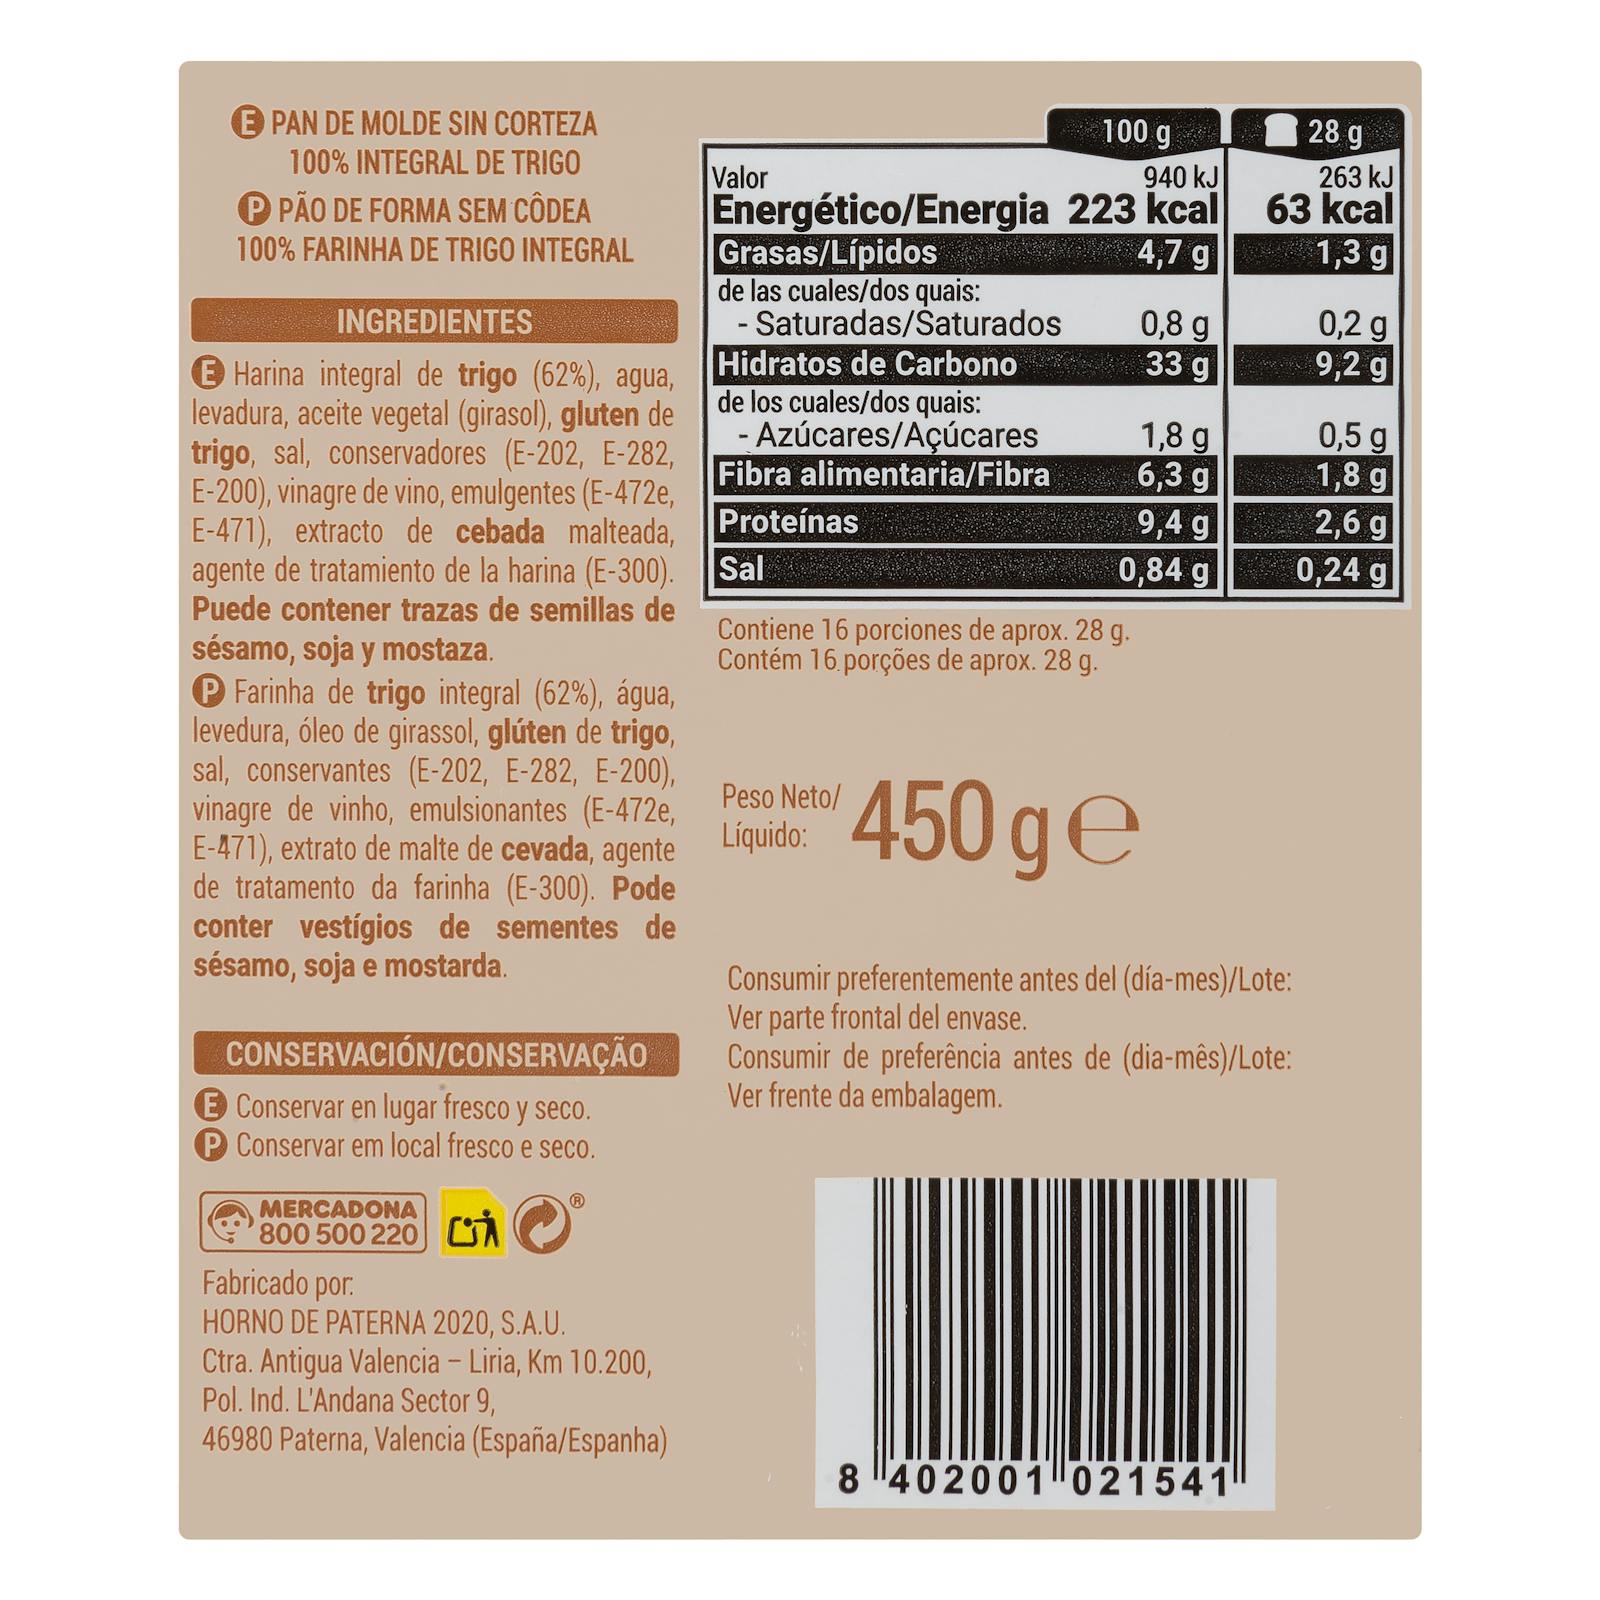 E PAN DE MOLDE SIN CORTEZA
100% INTEGRAL DE TRIGO
P PÃO DE FORMA SEM CÔDEA
100% FARINHA DE TRIGO INTEGRAL
INGREDIENTES
E Harina integral de trigo (62%), agua,
levadura, aceite vegetal (girasol), gluten de
trigo, sal, conservadores (E-202, E-282,
E-200), vinagre de vino, emulgentes (E-472e,
E-471), extracto de cebada malteada,
agente de tratamiento de la harina (E-300).
Puede contener trazas de semillas de
sésamo, soja y mostaza.
P Farinha de trigo integral (62%), água,
levedura, óleo de girassol, glúten de trigo,
sal, conservantes (E-202, E-282, E-200),
vinagre de vinho, emulsionantes (E-472e,
E-471), extrato de malte de cevada, agente
de tratamento da farinha (E-300). Pode
conter vestígios de sementes de
sésamo, soja e mostarda.
CONSERVACIÓN/CONSERVAÇÃO
E Conservar en lugar fresco y seco.
P Conservar em local fresco e seco.
MERCADONA
800 500 220
®
Fabricado por:
HORNO DE PATERNA 2020, S.A.U.
Ctra. Antigua Valencia – Liria, Km 10.200,
Pol. Ind. L'Andana Sector 9,
46980 Paterna, Valencia (España/Espanha)
100 g 28 g
Valor 940 kJ 263 kJ
Energético/Energia 223 kcal 63 kcal
Grasas/Lípidos 4,7 g 1,3 g
de las cuales/dos quais:
- Saturadas/Saturados 0,8 g 0,2 g
Hidratos de Carbono 33 g 9,2 g
de los cuales/dos quais:
- Azúcares/Açúcares 1,8 g 0,5 g
Fibra alimentaria/Fibra 6,3 g 1,8 g
Proteínas 9,4 g 2,6 g
Sal 0,84 g 0,24 g
Contiene 16 porciones de aprox. 28 g.
Contém 16 porções de aprox. 28 g.
Peso Neto/
Líquido: 450 g e
Consumir preferentemente antes del (día-mes)/Lote:
Ver parte frontal del envase.
Consumir de preferência antes de (dia-mês)/Lote:
Ver frente da embalagem.
8 402001 021541